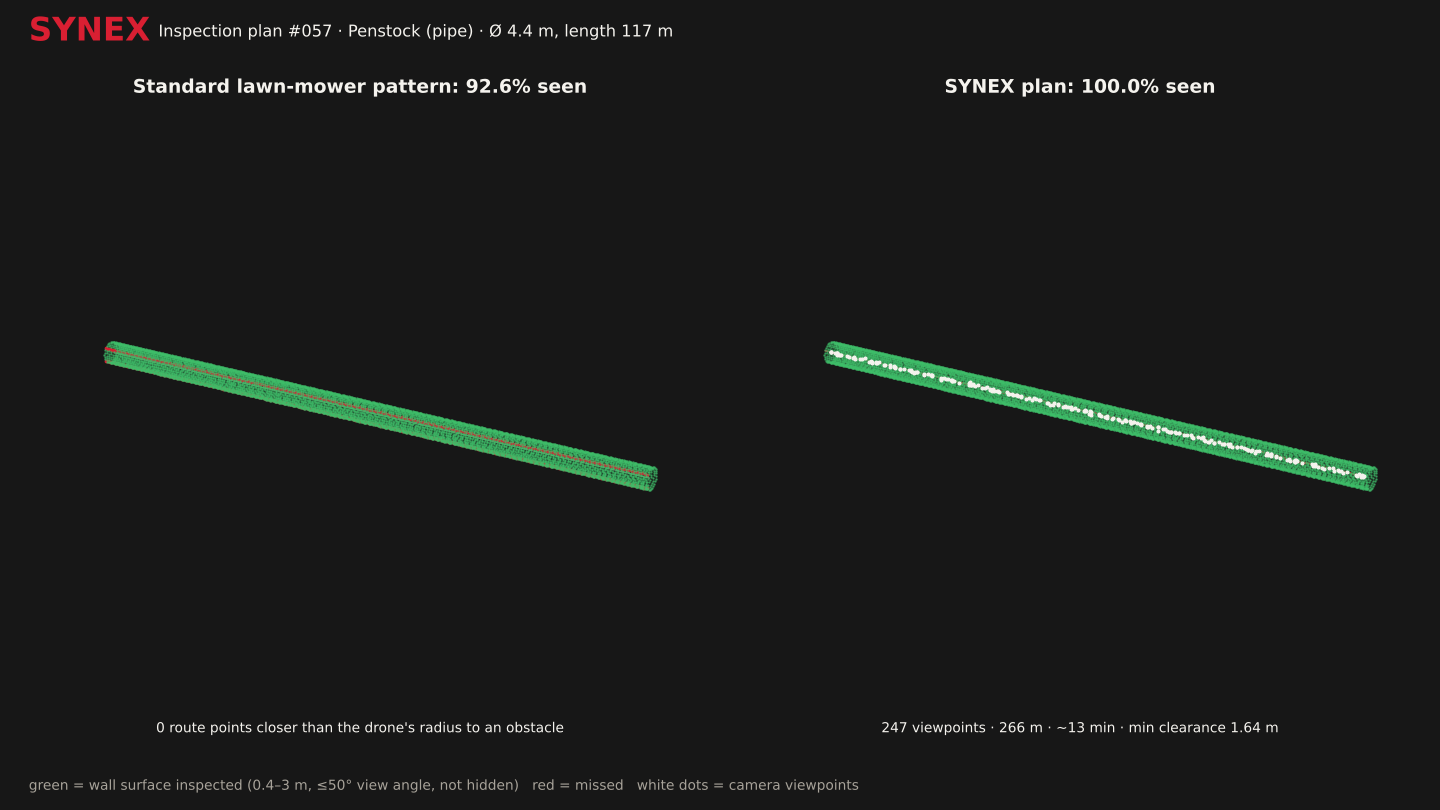 SYNEX Inspection plan #057 · Penstock (pipe) · Ø 4.4 m, length 117 m
Standard lawn-mower pattern: 92.6% seen
SYNEX plan: 100.0% seen
0 route points closer than the drone's radius to an obstacle
247 viewpoints · 266 m · ~13 min · min clearance 1.64 m
green = wall surface inspected (0.4–3 m, ≤50° view angle, not hidden)   red = missed   white dots = camera viewpoints